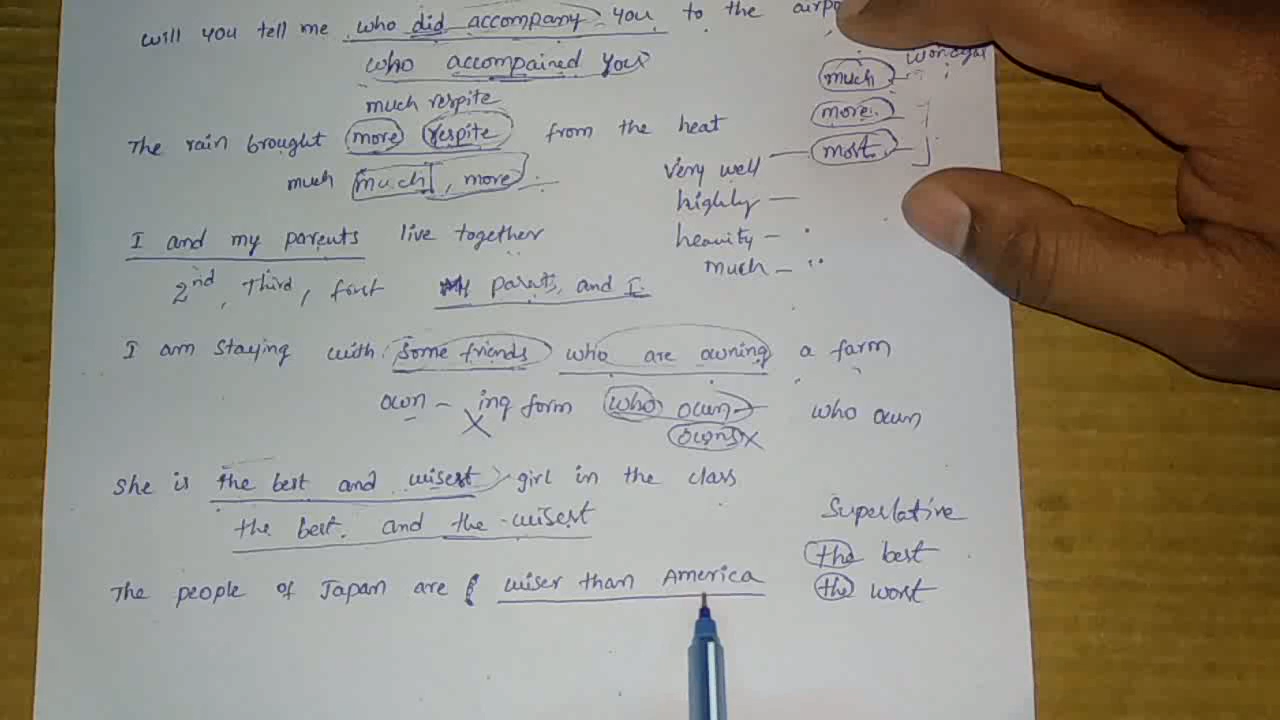 will you tell me who did accompany you to the
who accompained you
much respite
much
more
most
The rain brought more respite from the heat
much much, more
very well
highly
heavity
much
I and my parents live together
2nd, third, first parents, and I
I am staying with some friends who are owning a farm
own - ing form who own who own
X owns X
She is the best and wisest girl in the class
the best. and the wisest
Superlative
the best
the worst
The people of Japan are wiser than America